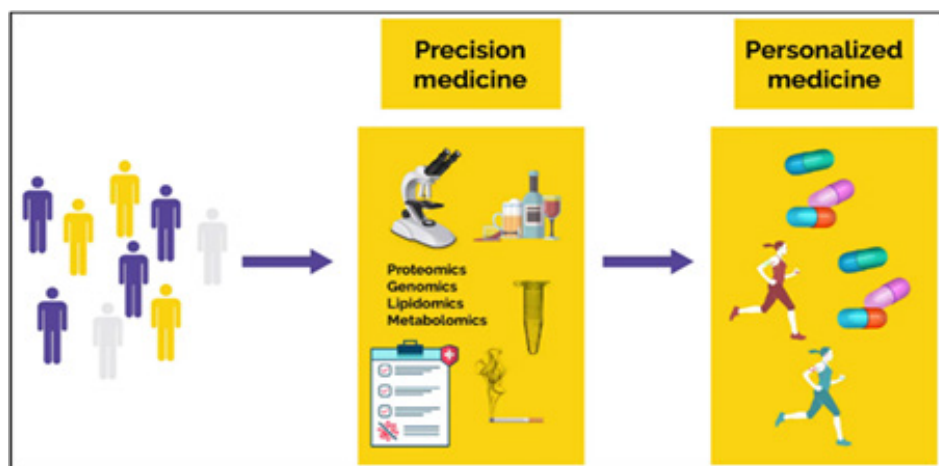 Precision
medicine
Personalized
medicine
Proteomics
Genomics
Lipidomics
Metabolomics